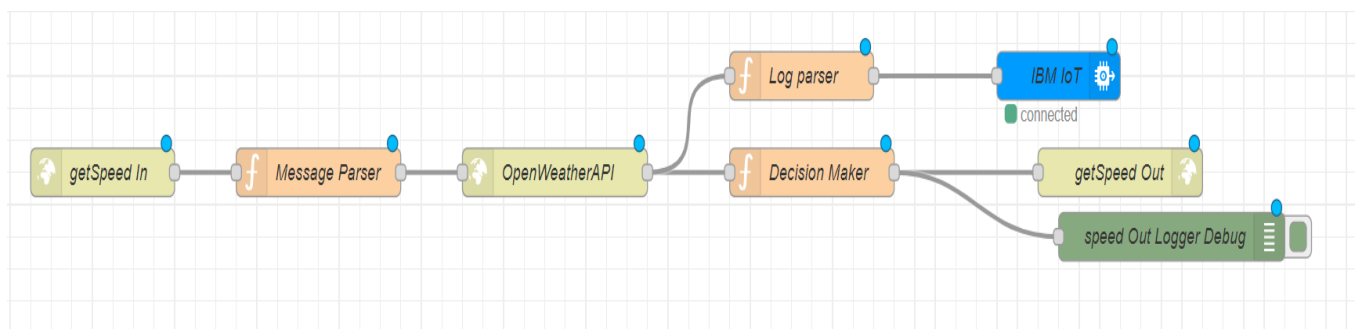 Log parser
IBM IoT
connected
getSpeed In
Message Parser
OpenWeatherAPI
Decision Maker
getSpeed Out
speed Out Logger Debug